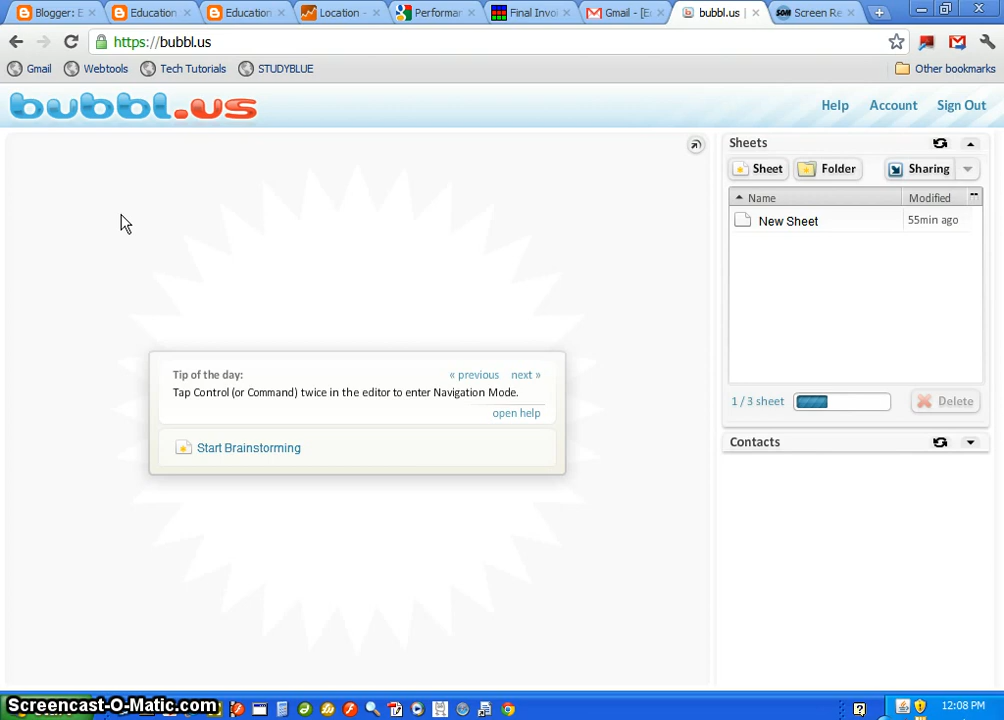 Blogger: E
Education
Education
Location -
Performar
Final Invoi
Gmail - [E
bubbl.us
Screen Re
https://bubbl.us
Gmail
Webtools
Tech Tutorials
STUDYBLUE
Other bookmarks
bubbl.us
Help
Account
Sign Out
Sheets
Sheet
Folder
Sharing
Name
Modified
New Sheet
55min ago
1 / 3 sheet
Delete
Contacts
Tip of the day:
« previous
next »
Tap Control (or Command) twice in the editor to enter Navigation Mode.
open help
Start Brainstorming
Screencast-O-Matic.com
12:08 PM